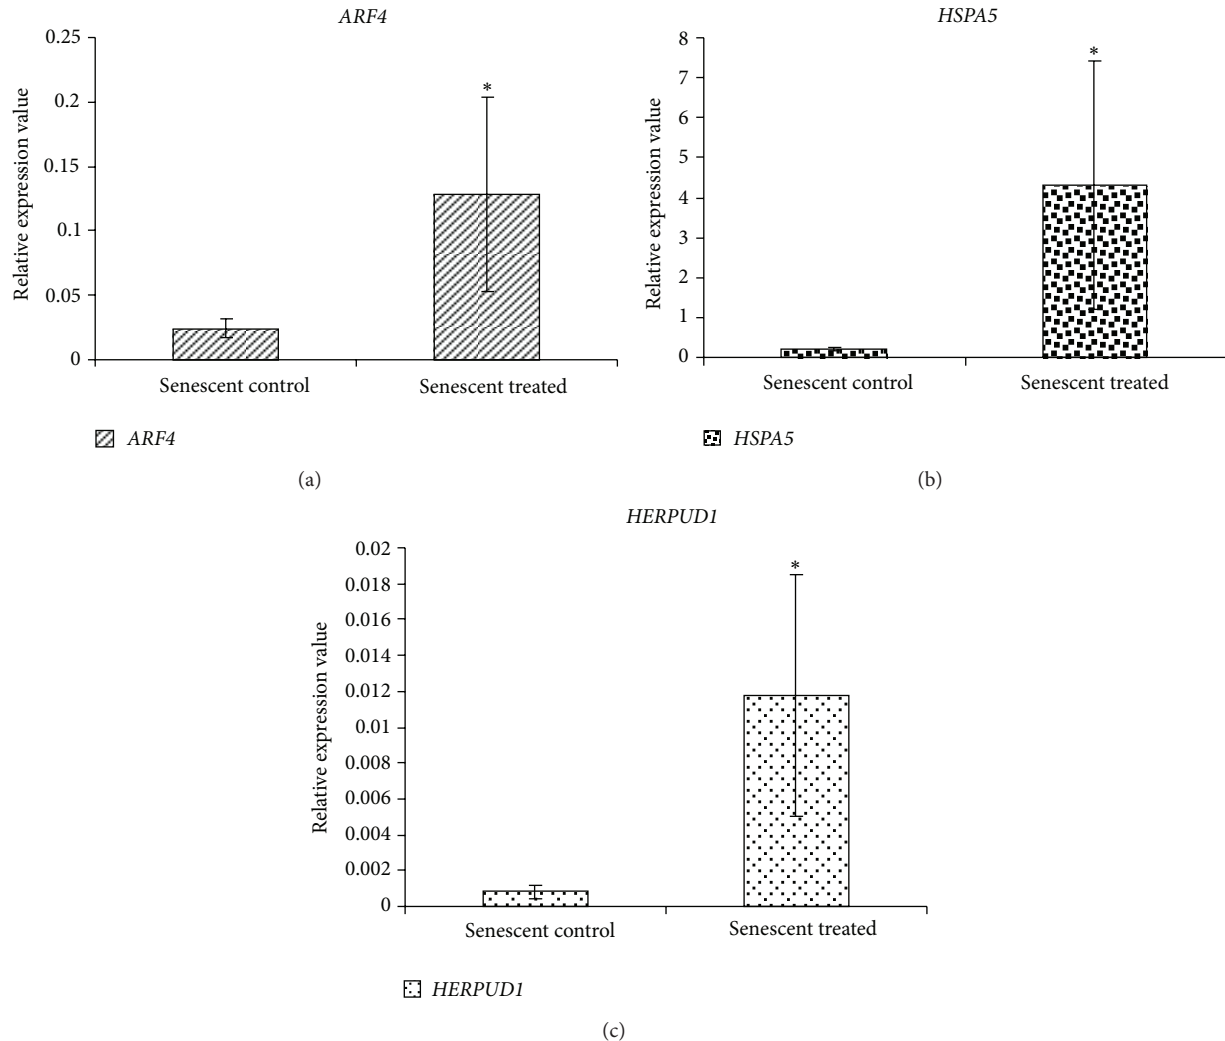 ARF4
Relative expression value
0.25
0.2
0.15
0.1
0.05
0
*
Senescent control
Senescent treated
ARF4
(a)
HSPA5
Relative expression value
8
7
6
5
4
3
2
1
0
*
Senescent control
Senescent treated
HSPA5
(b)
HERPUD1
Relative expression value
0.02
0.018
0.016
0.014
0.012
0.01
0.008
0.006
0.004
0.002
0
*
Senescent control
Senescent treated
HERPUD1
(c)